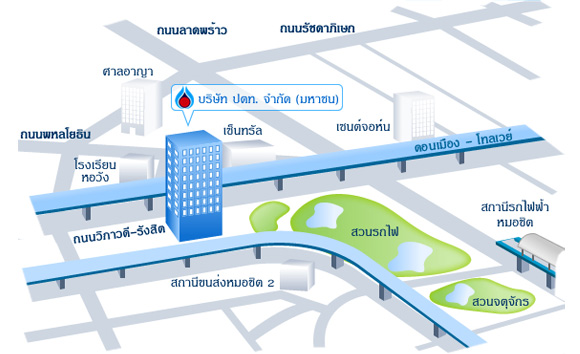 ถนนลาดพร้าว
ถนนรัชดาภิเษก
ศาลอาญา
บริษัท ปตท. จำกัด (มหาชน)
ถนนพหลโยธิน
เซ็นทรัล
เซนต์จอห์น
ดอนเมือง - โทลเวย์
โรงเรียน
หอวัง
สถานีรถไฟฟ้า
หมอชิต
ถนนวิภาวดี-รังสิต
สวนรถไฟ
สถานีขนส่งหมอชิต 2
สวนจตุจักร